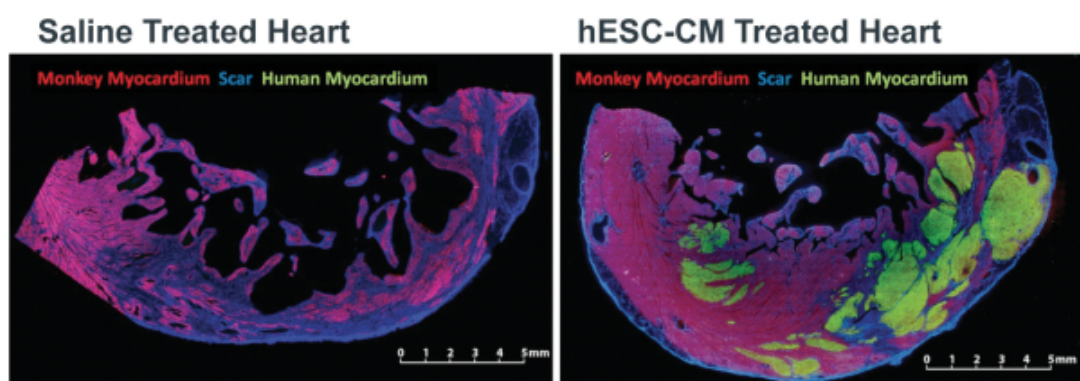 Saline Treated Heart
Monkey Myocardium Scar Human Myocardium
0 1 2 3 4 5mm
hESC-CM Treated Heart
Monkey Myocardium Scar Human Myocardium
0 1 2 3 4 5mm